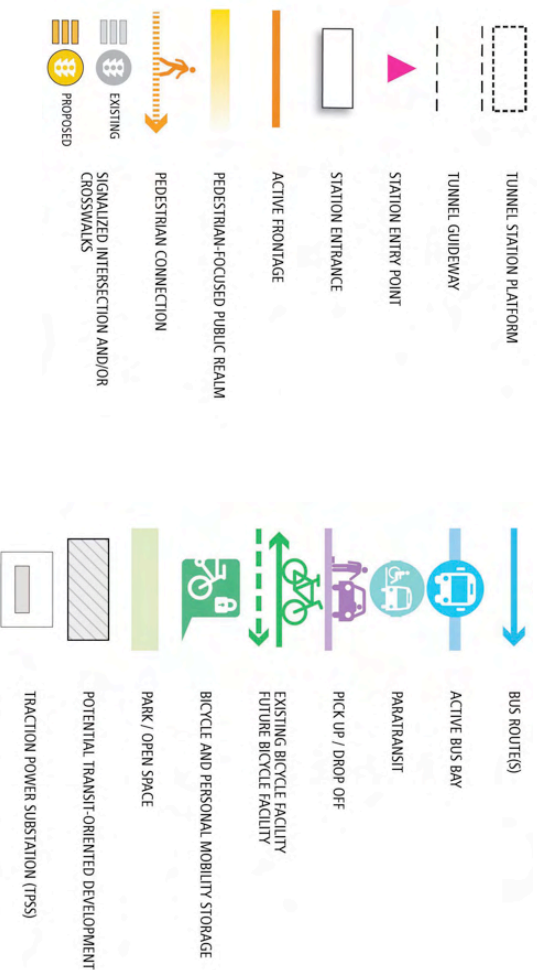 TUNNEL STATION PLATFORM
TUNNEL GUIDEWAY
STATION ENTRY POINT
STATION ENTRANCE
ACTIVE FRONTAGE
PEDESTRIAN-FOCUSED PUBLIC REALM
PEDESTRIAN CONNECTION
EXISTING
PROPOSED
SIGNALIZED INTERSECTION AND/OR
CROSSWALKS
BUS ROUTE(S)
ACTIVE BUS BAY
PARATRANSIT
PICK UP / DROP OFF
EXISTING BICYCLE FACILITY
FUTURE BICYCLE FACILITY
BICYCLE AND PERSONAL MOBILITY STORAGE
PARK / OPEN SPACE
POTENTIAL TRANSIT-ORIENTED DEVELOPMENT
TRACTION POWER SUBSTATION (TPSS)